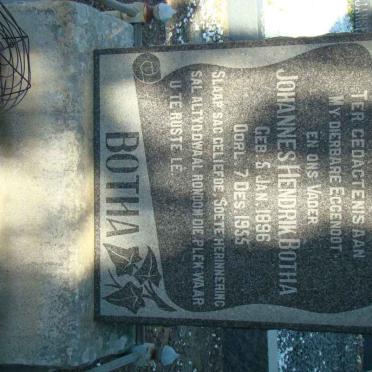 TER GEDAGTENIS AAN
MY DIERBARE EGGENOOT,
EN ONS VADER
JOHANNES HENDRIK BOTHA
GEB. 5 JAN. 1896
OORL. 7 DES. 1955
SLAAP SAG GELIEFDE, SOETE HERINNERING
SAL ALTYD DWAAL RONDOM DIE PLEK WAAR
U TE RUSTE LÊ.
BOTHA